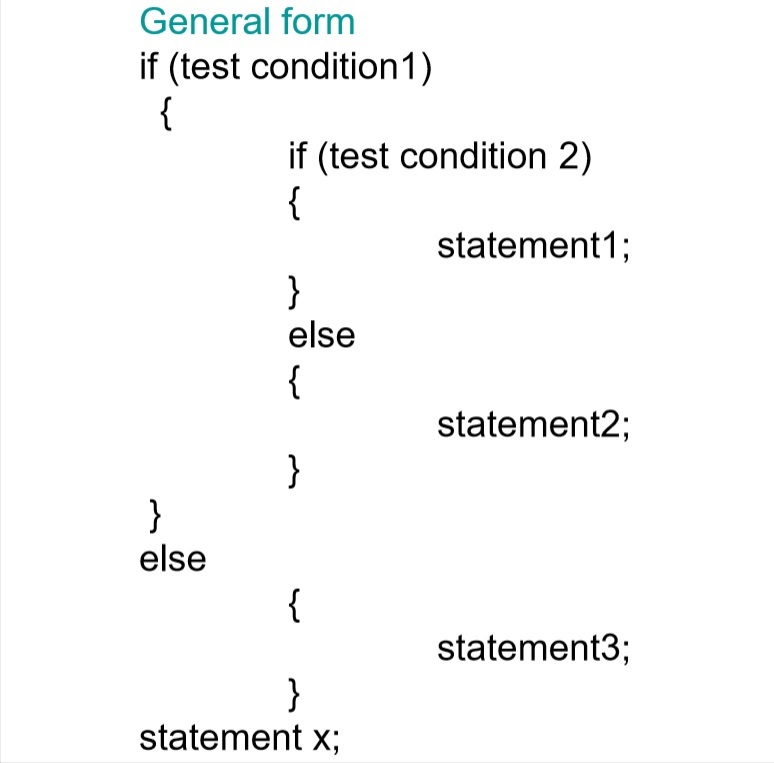 General form
if (test condition1)
{
if (test condition 2)
{
statement1;
}
else
{
statement2;
}
}
else
{
statement3;
}
statement x;